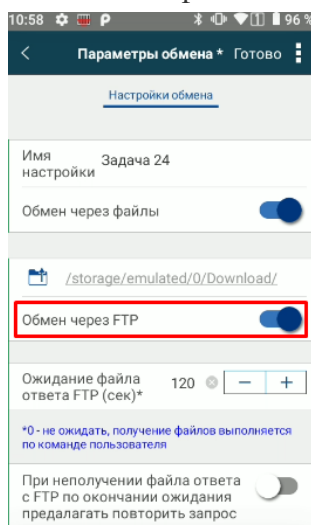 10:58 96 %
Параметры обмена * Готово
Настройки обмена
Имя
настройки Задача 24
Обмен через файлы
/storage/emulated/0/Download/
Обмен через FTP
Ожидание файла
ответа FTP (сек)* 120 − +
*0 - не ожидать, получение файлов выполняется
по команде пользователя
При неполучении файла ответа
с FTP по окончании ожидания
предалагать повторить запрос